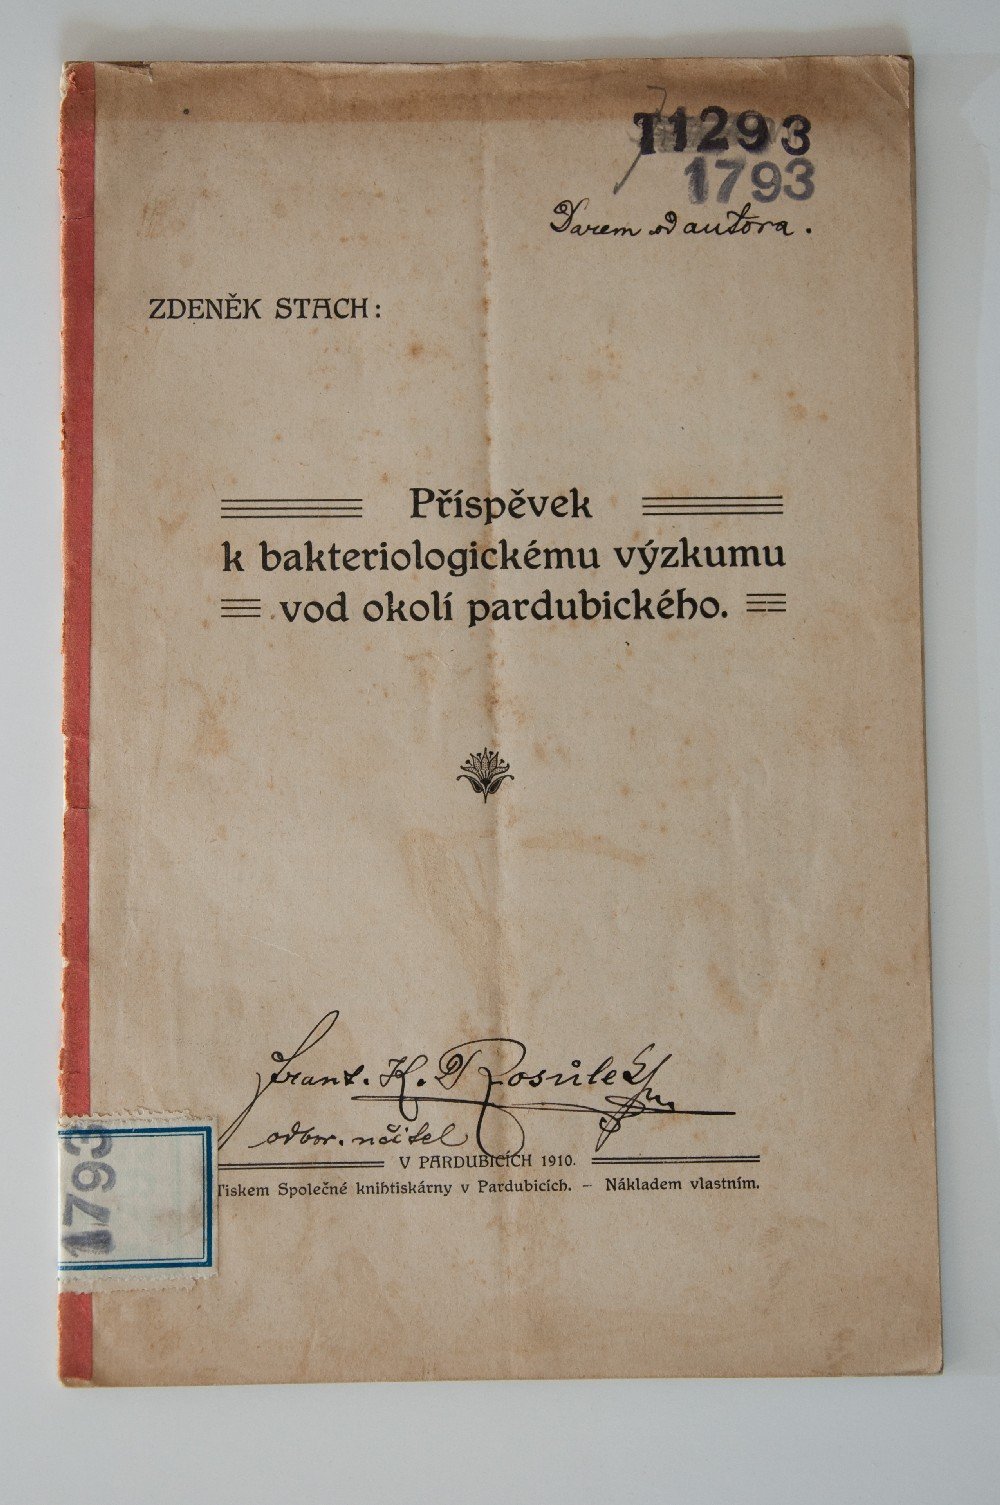 11293
1793
Darem od autora.
ZDENĚK STACH:
Příspěvek
k bakteriologickému výzkumu
vod okolí pardubického.
Frant. K. Rosůlek
odbor. učitel
V PARDUBICÍCH 1910.
Tiskem Společné knihtiskárny v Pardubicích. – Nákladem vlastním.
1793